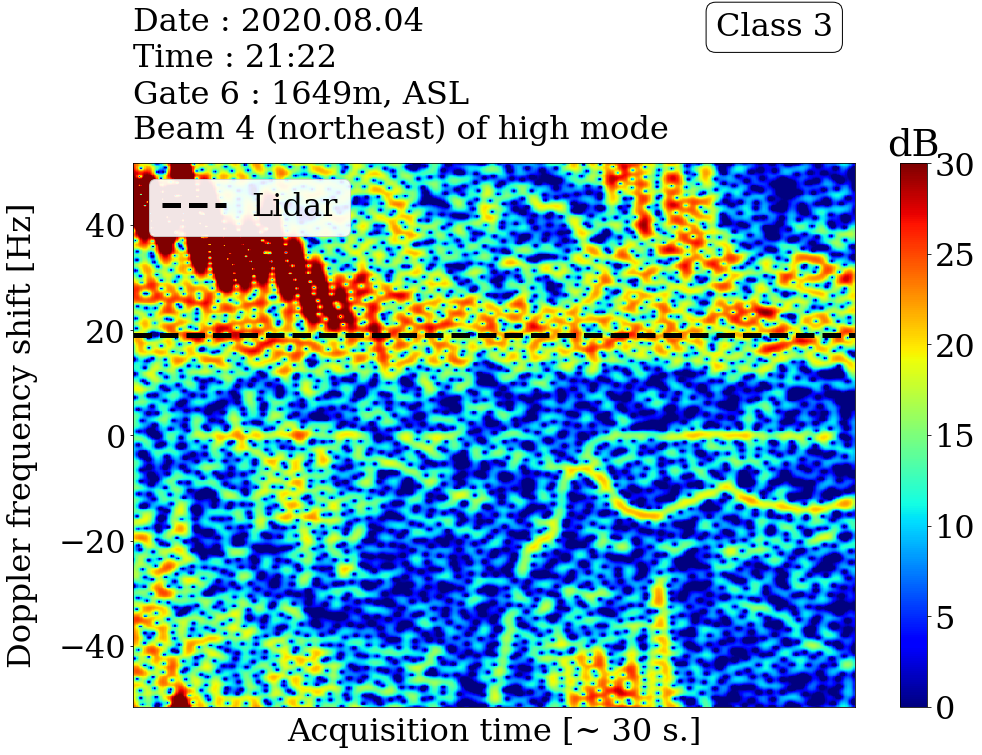 Date : 2020.08.04
Time : 21:22
Gate 6 : 1649m, ASL
Beam 4 (northeast) of high mode
Class 3
dB
Lidar
Doppler frequency shift [Hz]
40
20
0
−20
−40
Acquisition time [~ 30 s.]
30
25
20
15
10
5
0